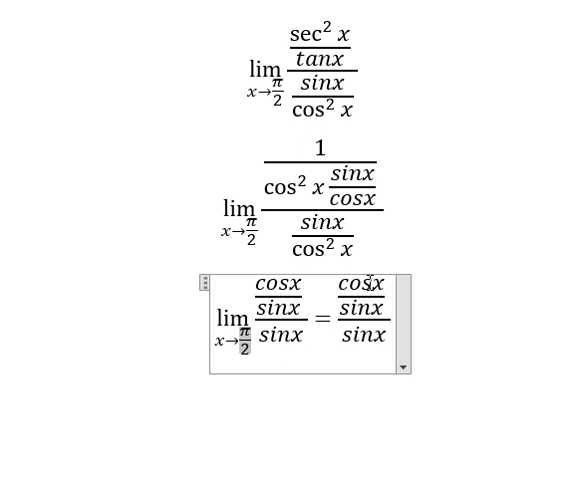 lim x→π/2 (sec² x / tanx) / (sinx / cos² x)
lim x→π/2 (1 / (cos² x sinx / cosx)) / (sinx / cos² x)
lim x→π/2 (cosx / sinx) / sinx = (cosx / sinx) / sinx